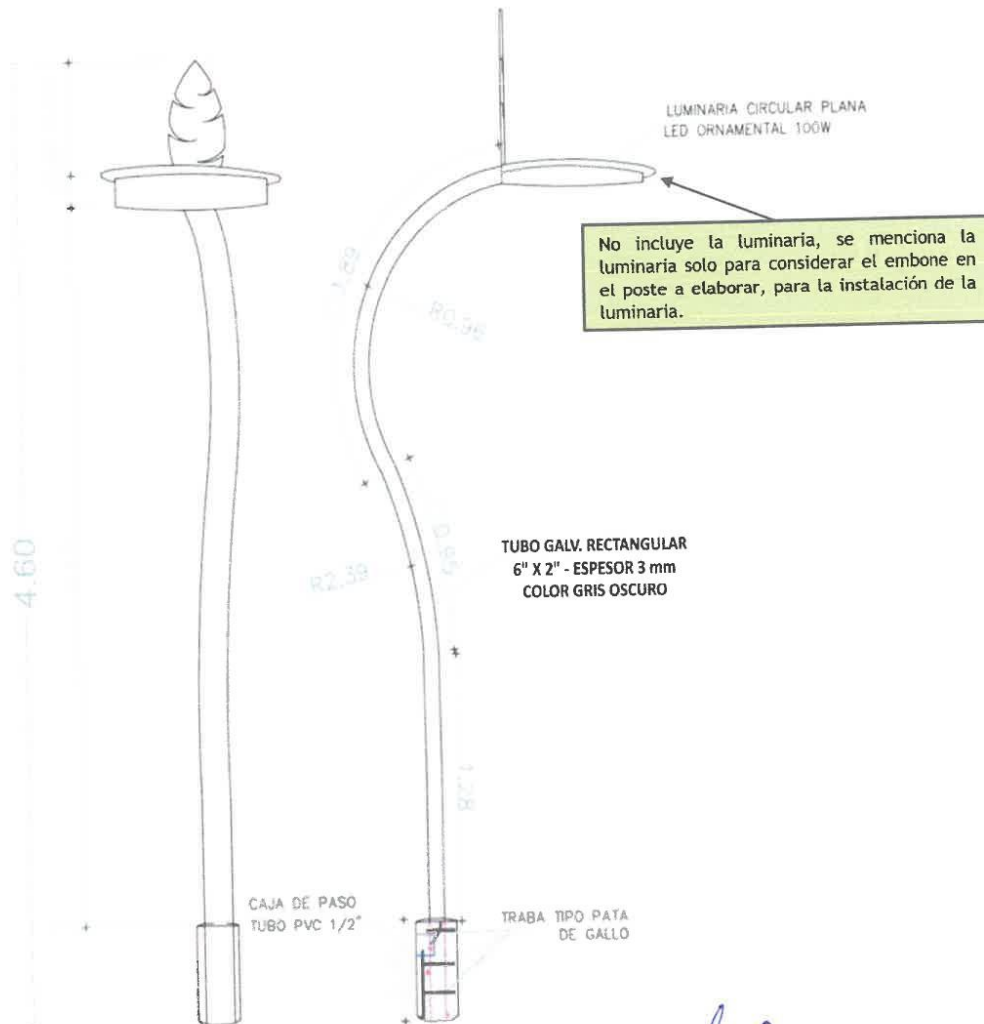 LUMINARIA CIRCULAR PLANA
LED ORNAMENTAL 100W
No incluye la luminaria, se menciona la
luminaria solo para considerar el embone en
el poste a elaborar, para la instalación de la
luminaria.
1.89
R0.96
4.60
R2.39
0.95
TUBO GALV. RECTANGULAR
6" X 2" - ESPESOR 3 mm
COLOR GRIS OSCURO
1.28
CAJA DE PASO
TUBO PVC 1/2"
TRABA TIPO PATA
DE GALLO